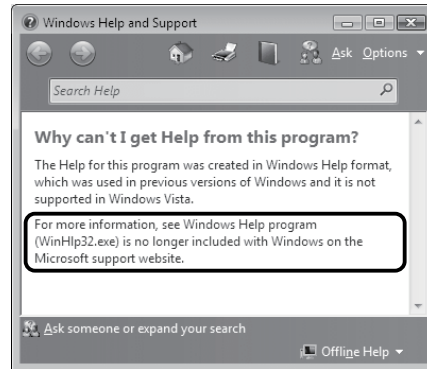 Windows Help and Support
Ask Options
Search Help
Why can't I get Help from this program?
The Help for this program was created in Windows Help format,
which was used in previous versions of Windows and it is not
supported in Windows Vista.
For more information, see Windows Help program
(WinHlp32.exe) is no longer included with Windows on the
Microsoft support website.
Ask someone or expand your search
Offline Help